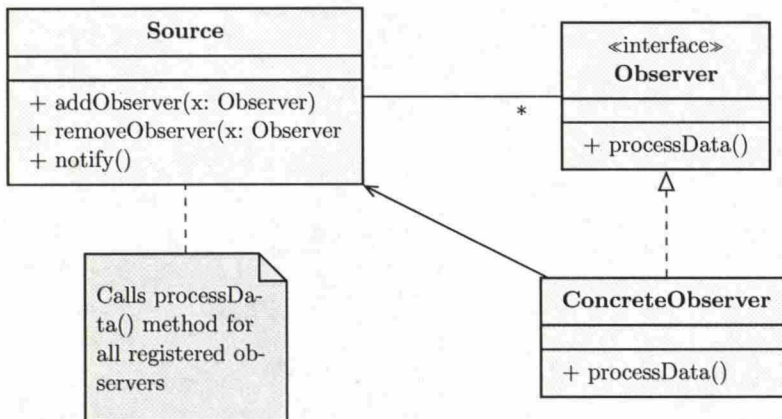 Source
+ addObserver(x: Observer)
+ removeObserver(x: Observer
+ notify()
*
«interface»
Observer
+ processData()
Calls processDa-
ta() method for
all registered ob-
servers
ConcreteObserver
+ processData()